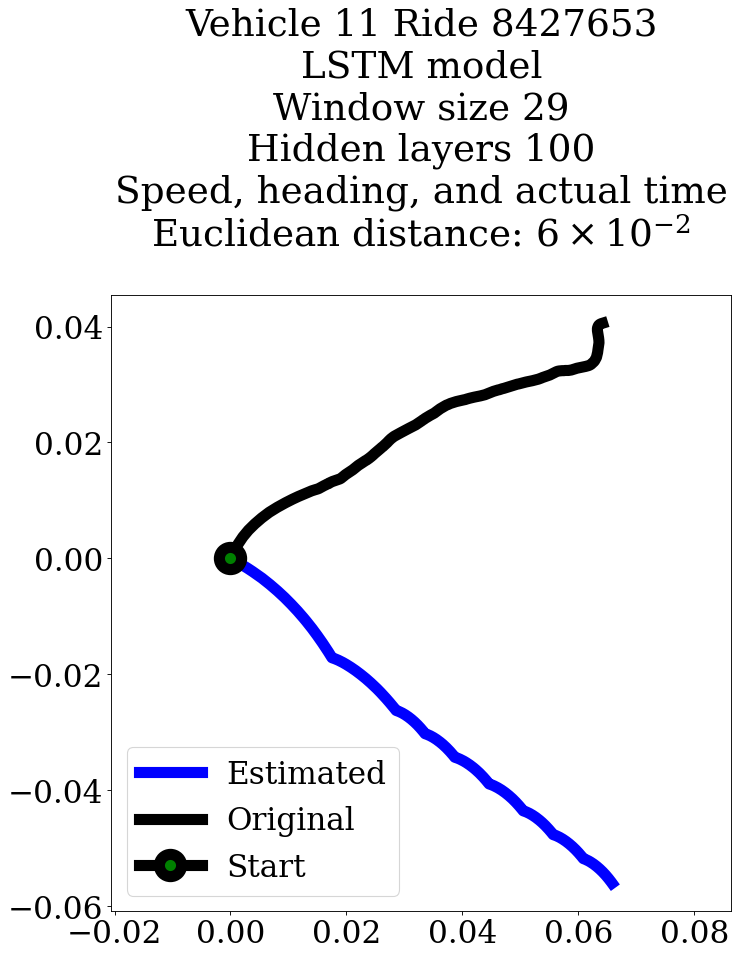 Vehicle 11 Ride 8427653
LSTM model
Window size 29
Hidden layers 100
Speed, heading, and actual time
Euclidean distance: 6 × 10⁻²
0.04
0.02
0.00
−0.02
−0.04
−0.06
Estimated
Original
Start
−0.02 0.00 0.02 0.04 0.06 0.08